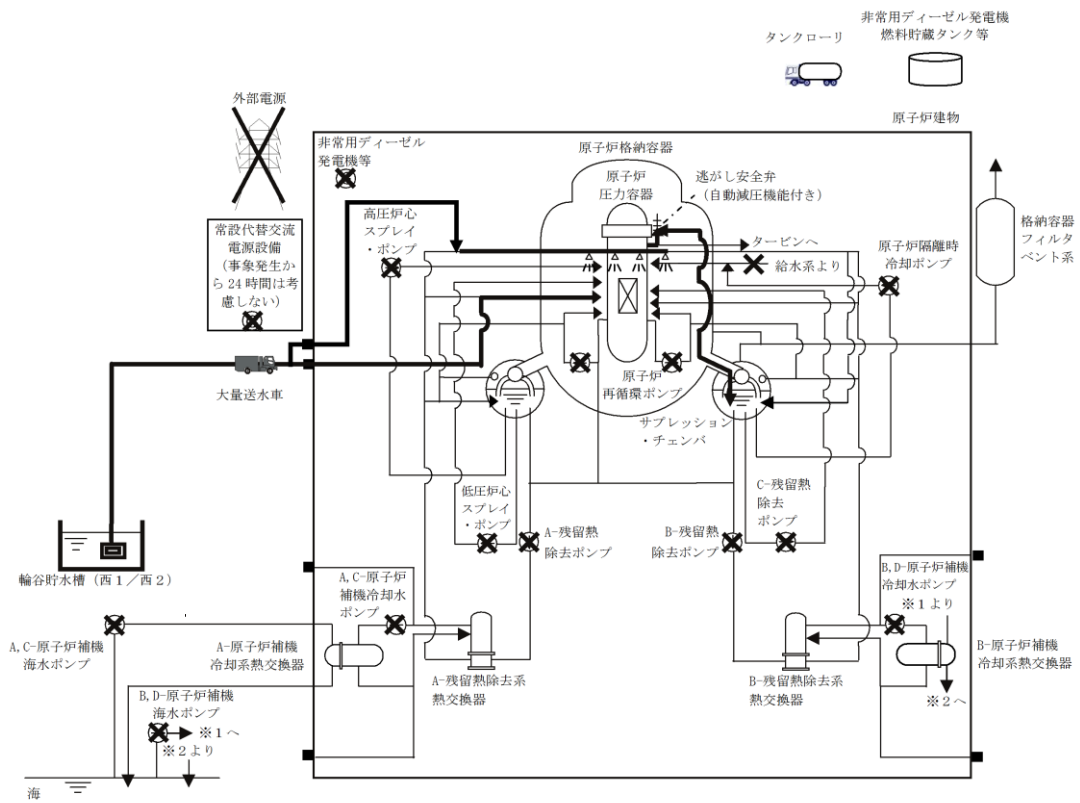 タンクローリ
非常用ディーゼル発電機
燃料貯蔵タンク等
外部電源
原子炉建物
非常用ディーゼル
発電機等
原子炉格納容器
原子炉
圧力容器
逃がし安全弁
（自動減圧機能付き）
高圧炉心
スプレイ
・ポンプ
常設代替交流
電源設備
（事象発生か
ら24時間は考
慮しない）
タービンへ
給水系より
原子炉隔離時
冷却ポンプ
格納容器
フィルタ
ベント系
大量送水車
原子炉
再循環ポンプ
サプレッション
・チェンバ
低圧炉心
スプレイ
・ポンプ
A-残留熱
除去ポンプ
B-残留熱
除去ポンプ
C-残留熱
除去
ポンプ
輪谷貯水槽（西1／西2）
A,C-原子炉
補機冷却水
ポンプ
B,D-原子炉補機
冷却水ポンプ
※1より
A,C-原子炉補機
海水ポンプ
A-原子炉補機
冷却系熱交換器
B-原子炉補機
冷却系熱交換器
A-残留熱除去系
熱交換器
B-残留熱除去系
熱交換器
※2へ
B,D-原子炉補機
海水ポンプ
※1へ
※2より
海